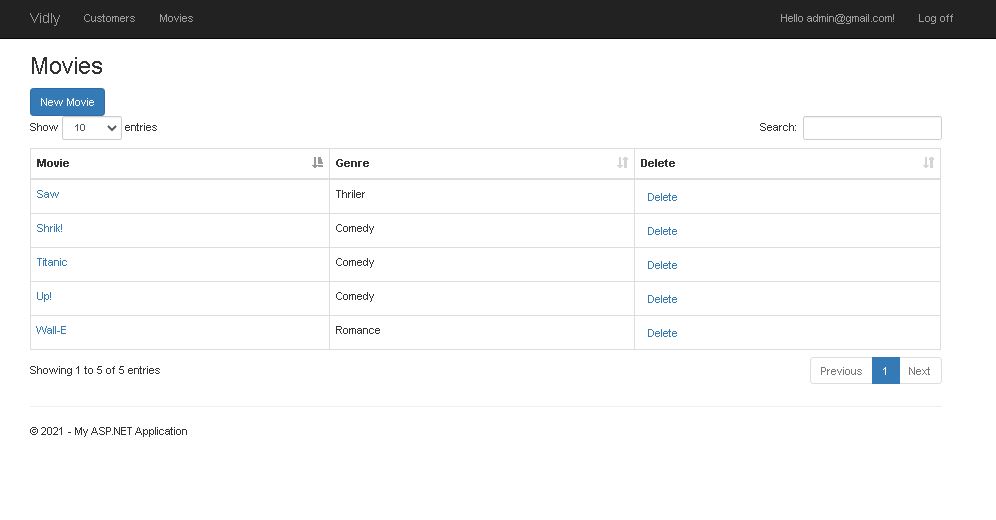 Vidly Customers Movies Hello admin@gmail.com! Log off
Movies
New Movie
Show 10 entries Search:
Movie Genre Delete
Saw Thriler Delete
Shrik! Comedy Delete
Titanic Comedy Delete
Up! Comedy Delete
Wall-E Romance Delete
Showing 1 to 5 of 5 entries Previous 1 Next
© 2021 - My ASP.NET Application